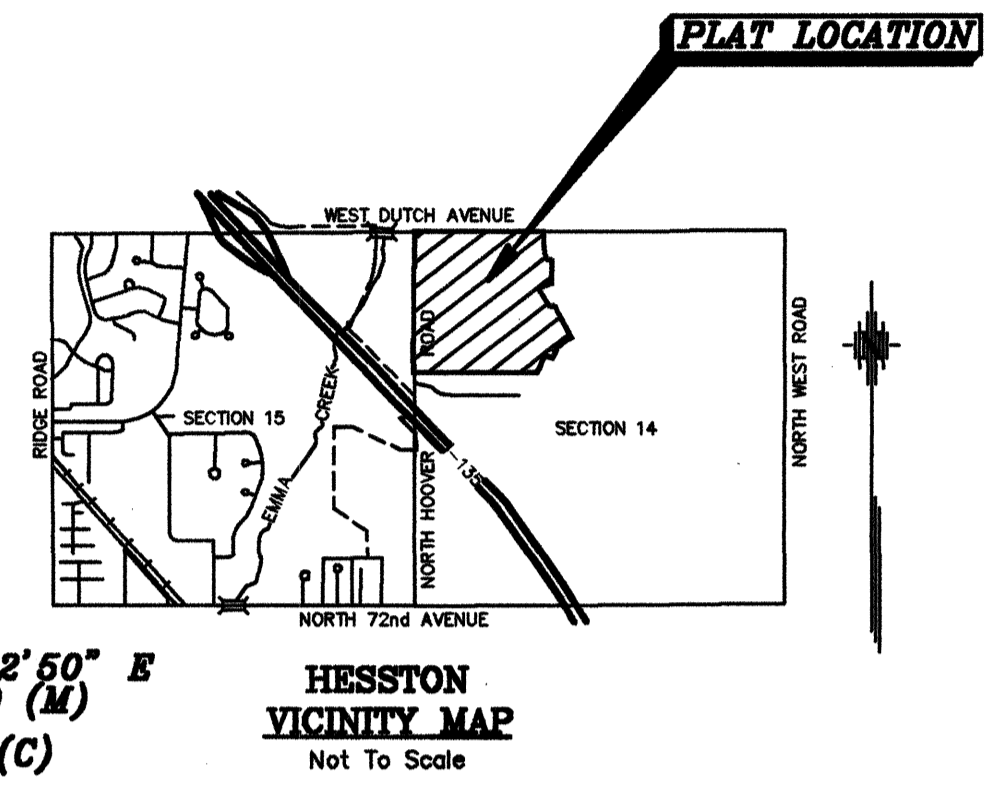 PLAT LOCATION
WEST DUTCH AVENUE
RIDGE ROAD
SECTION 15
EMMA CREEK
NORTH HOOVER ROAD
I-135
SECTION 14
NORTH WEST ROAD
NORTH 72nd AVENUE
2'50" E
) (M)
(C)
HESSTON
VICINITY MAP
Not To Scale